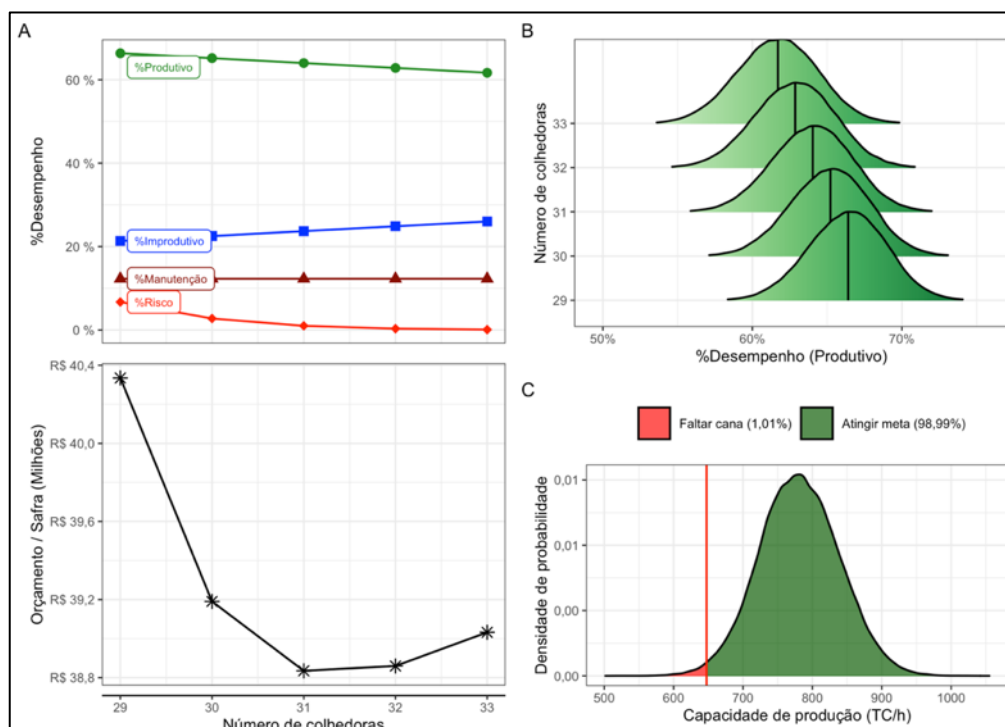 A
60 %
40 %
20 %
0 %
%Desempenho
%Produtivo
%Improdutivo
%Manutenção
%Risco
R$ 40,4
R$ 40,0
R$ 39,6
R$ 39,2
R$ 38,8
Orçamento / Safra (Milhões)
29 30 31 32 33
Número de colhedoras
B
33
32
31
30
29
Número de colhedoras
50% 60% 70%
%Desempenho (Produtivo)
C
Faltar cana (1,01%) Atingir meta (98,99%)
0,01
0,01
0,00
0,00
Densidade de probabilidade
500 600 700 800 900 1000
Capacidade de produção (TC/h)